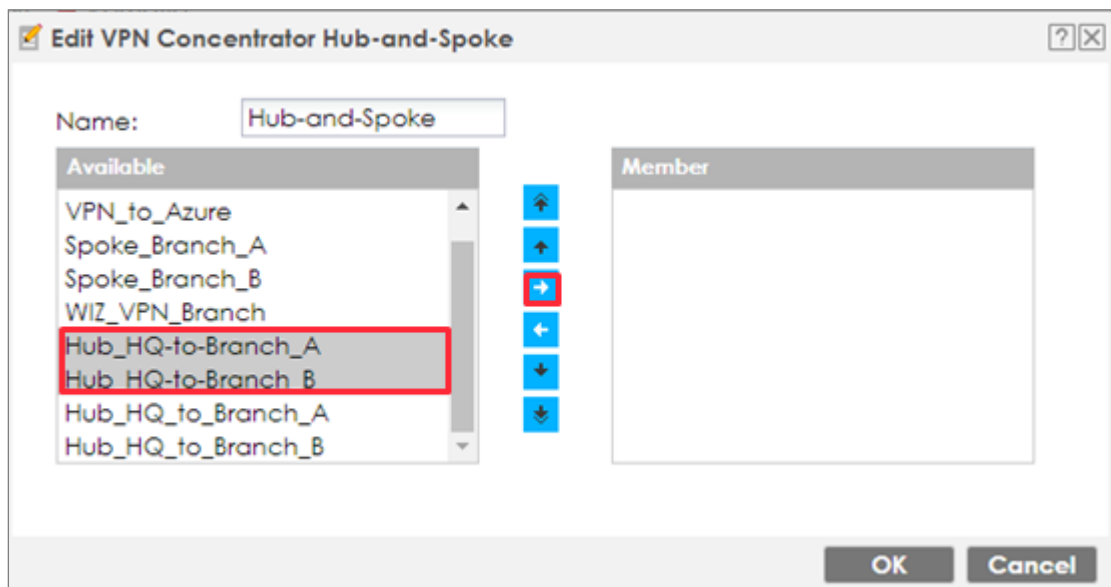 Edit VPN Concentrator Hub-and-Spoke
Name: Hub-and-Spoke
Available
VPN_to_Azure
Spoke_Branch_A
Spoke_Branch_B
WIZ_VPN_Branch
Hub_HQ-to-Branch_A
Hub_HQ-to-Branch_B
Hub_HQ_to_Branch_A
Hub_HQ_to_Branch_B
Member
OK Cancel